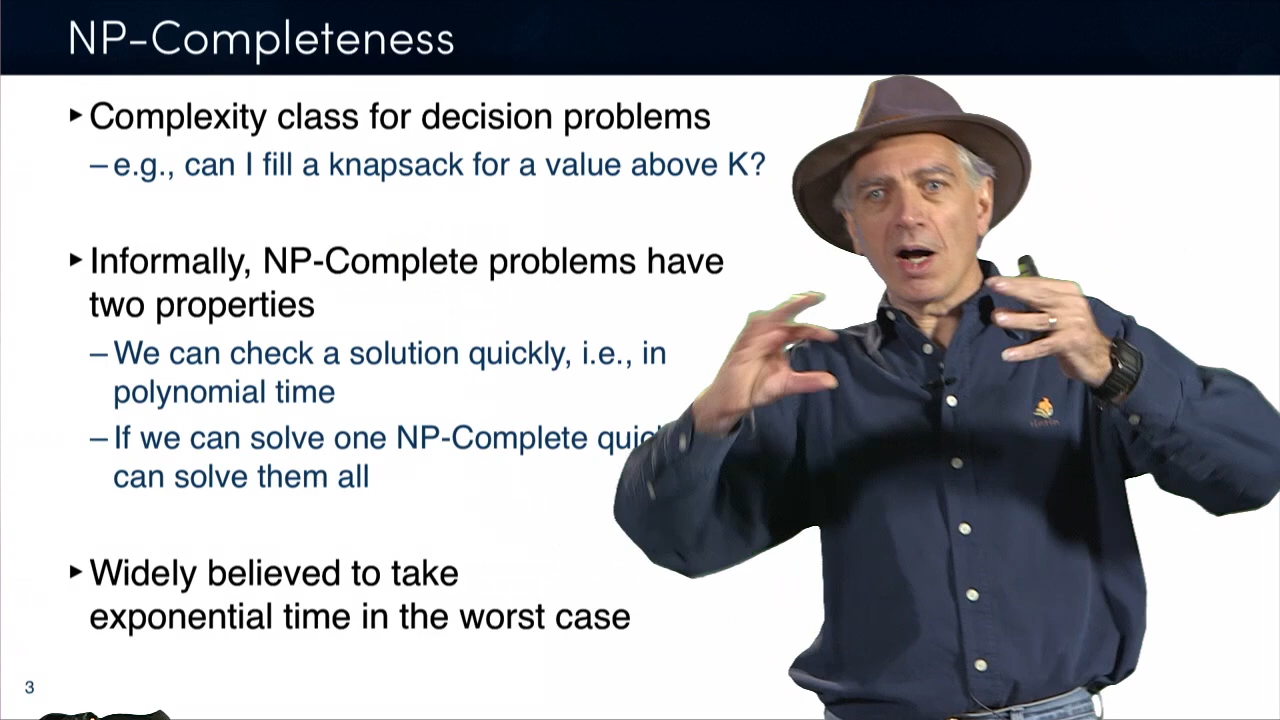 NP-Completeness
‣ Complexity class for decision problems
– e.g., can I fill a knapsack for a value above K?
‣ Informally, NP-Complete problems have
two properties
– We can check a solution quickly, i.e., in
polynomial time
– If we can solve one NP-Complete
can solve them all
‣ Widely believed to take
exponential time in the worst case
3